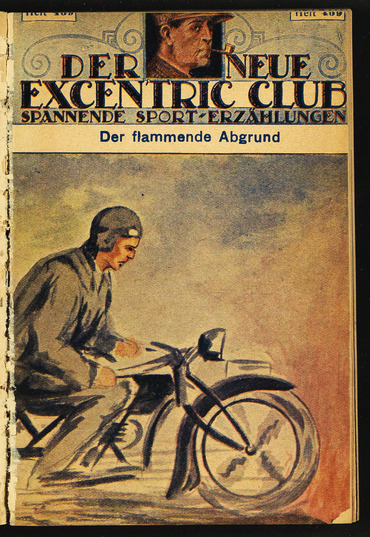 DER NEUE
EXCENTRIC CLUB
SPANNENDE SPORT-ERZÄHLUNGEN
Der flammende Abgrund